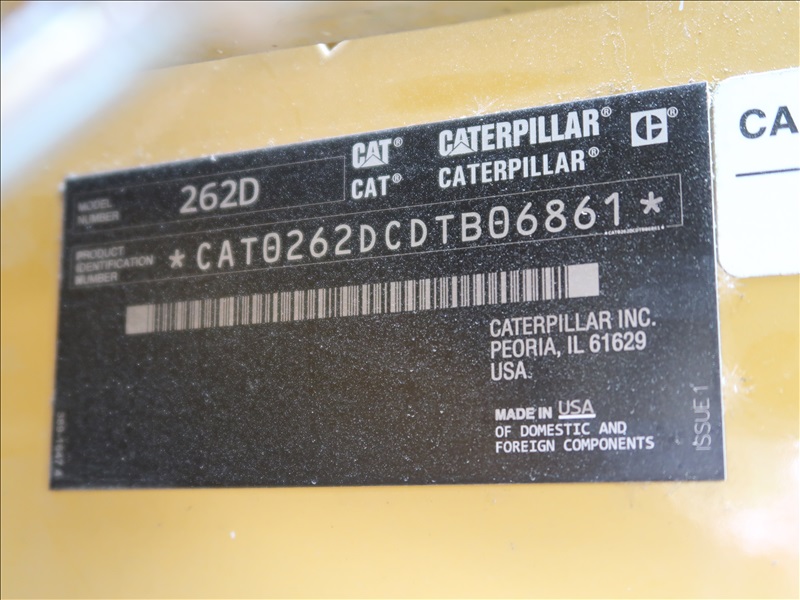 CAT® CATERPILLAR®
CAT® CATERPILLAR®
MODEL NUMBER 262D
PRODUCT IDENTIFICATION NUMBER *CAT0262DCDTB06861*
CATERPILLAR INC.
PEORIA, IL 61629
USA
MADE IN USA
OF DOMESTIC AND
FOREIGN COMPONENTS
ISSUE 1
CA